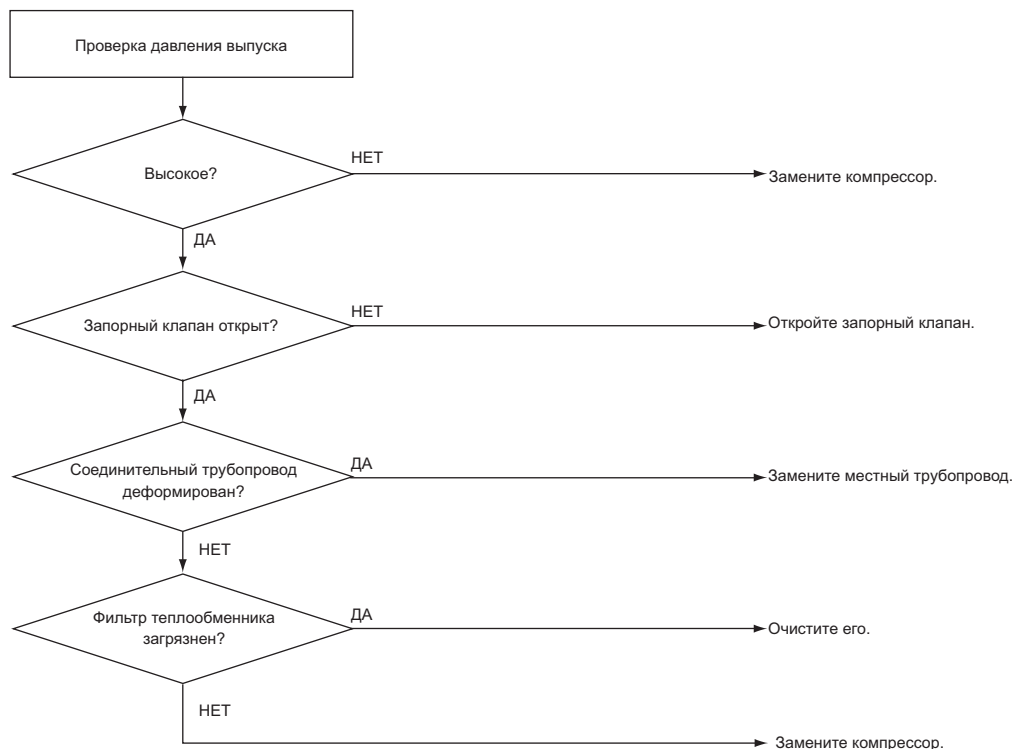 Проверка давления выпуска
Высокое?
НЕТ
Замените компрессор.
ДА
Запорный клапан открыт?
НЕТ
Откройте запорный клапан.
ДА
Соединительный трубопровод
деформирован?
ДА
Замените местный трубопровод.
НЕТ
Фильтр теплообменника
загрязнен?
ДА
Очистите его.
НЕТ
Замените компрессор.